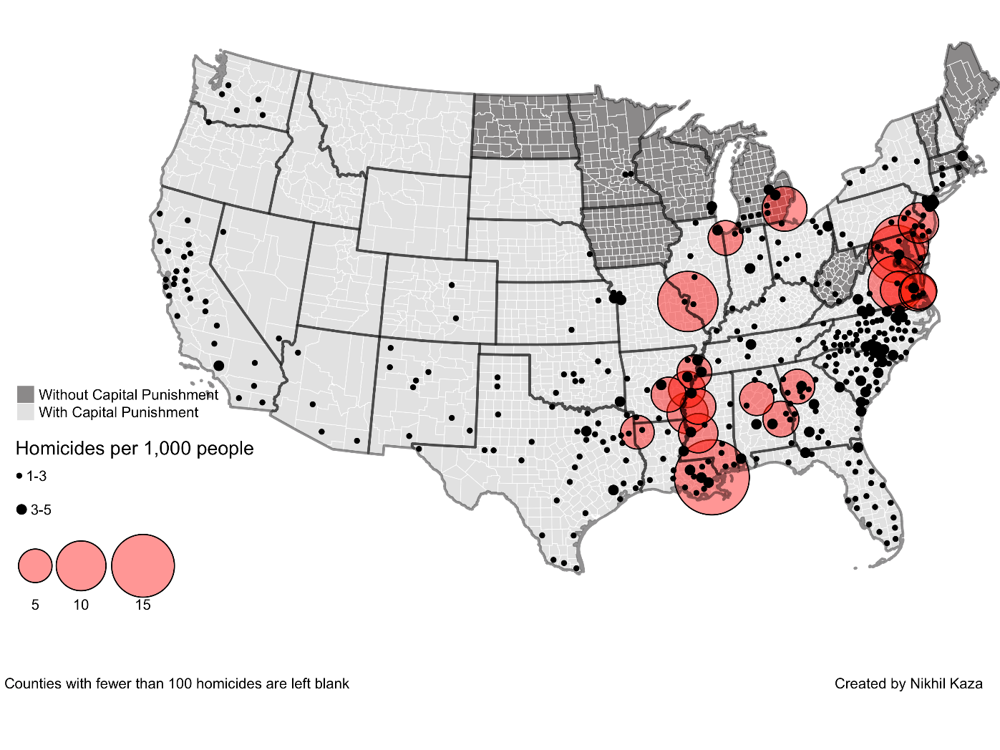 Without Capital Punishment
With Capital Punishment
Homicides per 1,000 people
1-3
3-5
5 10 15
Counties with fewer than 100 homicides are left blank
Created by Nikhil Kaza